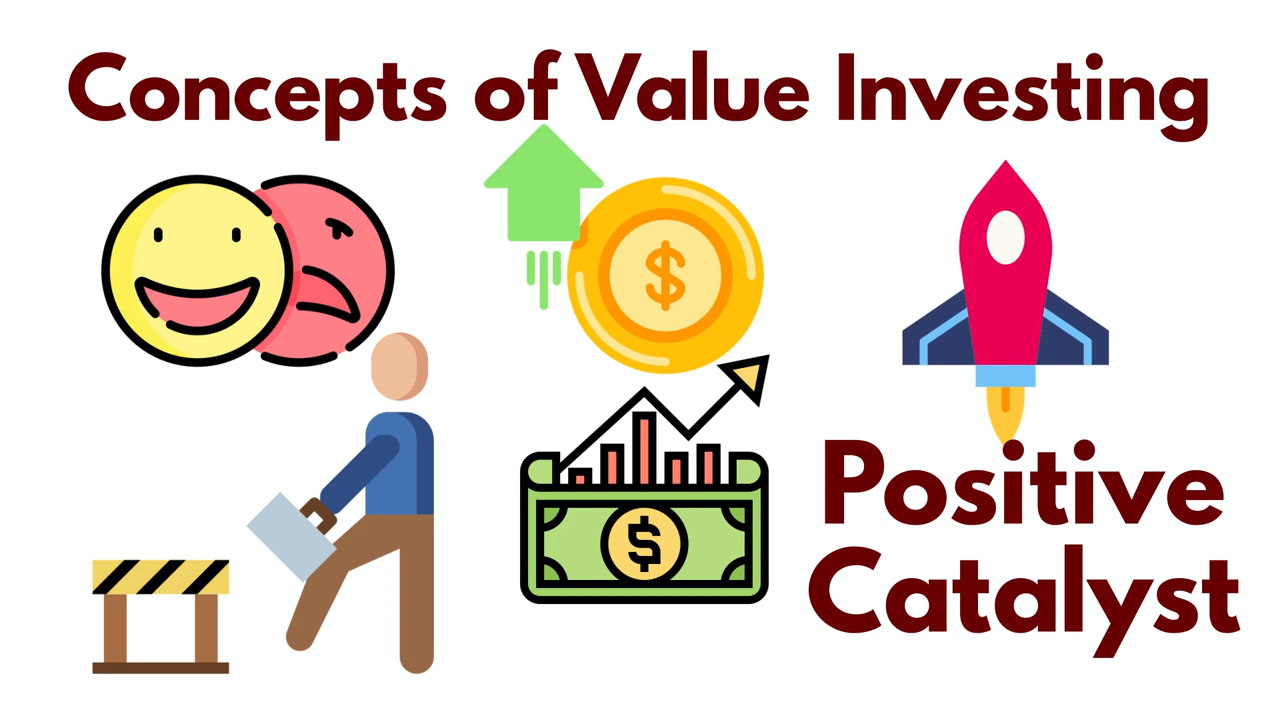 Concepts of Value Investing
$
$
Positive
Catalyst